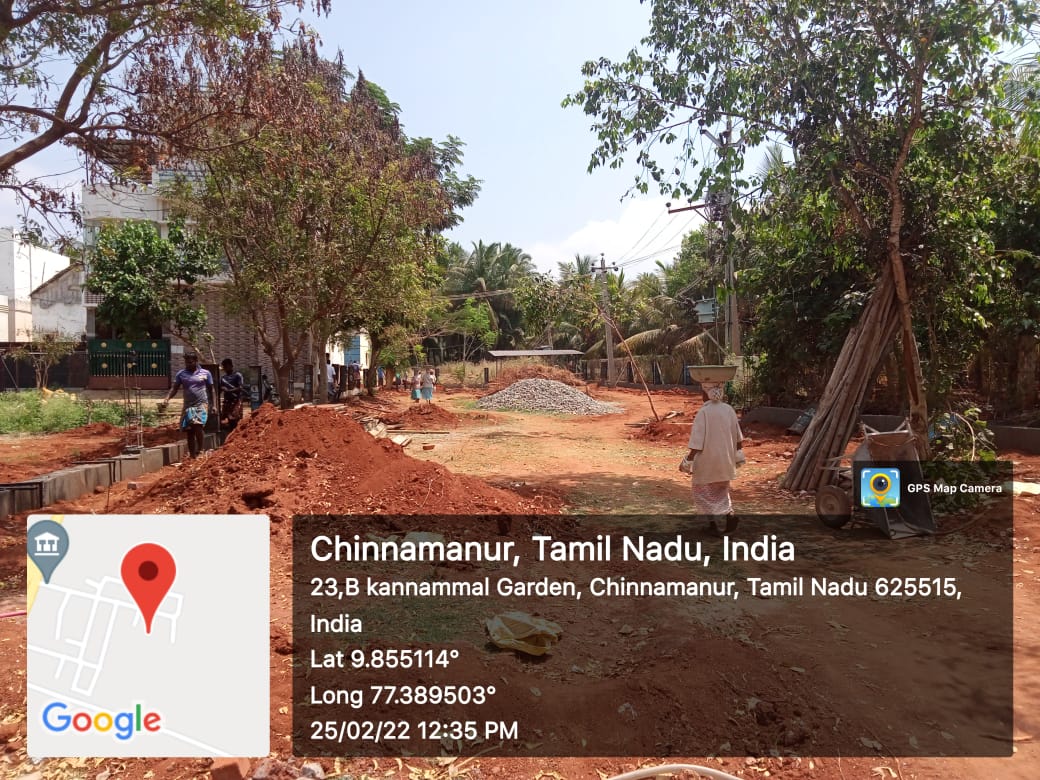 GPS Map Camera
Chinnamanur, Tamil Nadu, India
23,B kannammal Garden, Chinnamanur, Tamil Nadu 625515,
India
Lat 9.855114°
Long 77.389503°
25/02/22 12:35 PM
Google